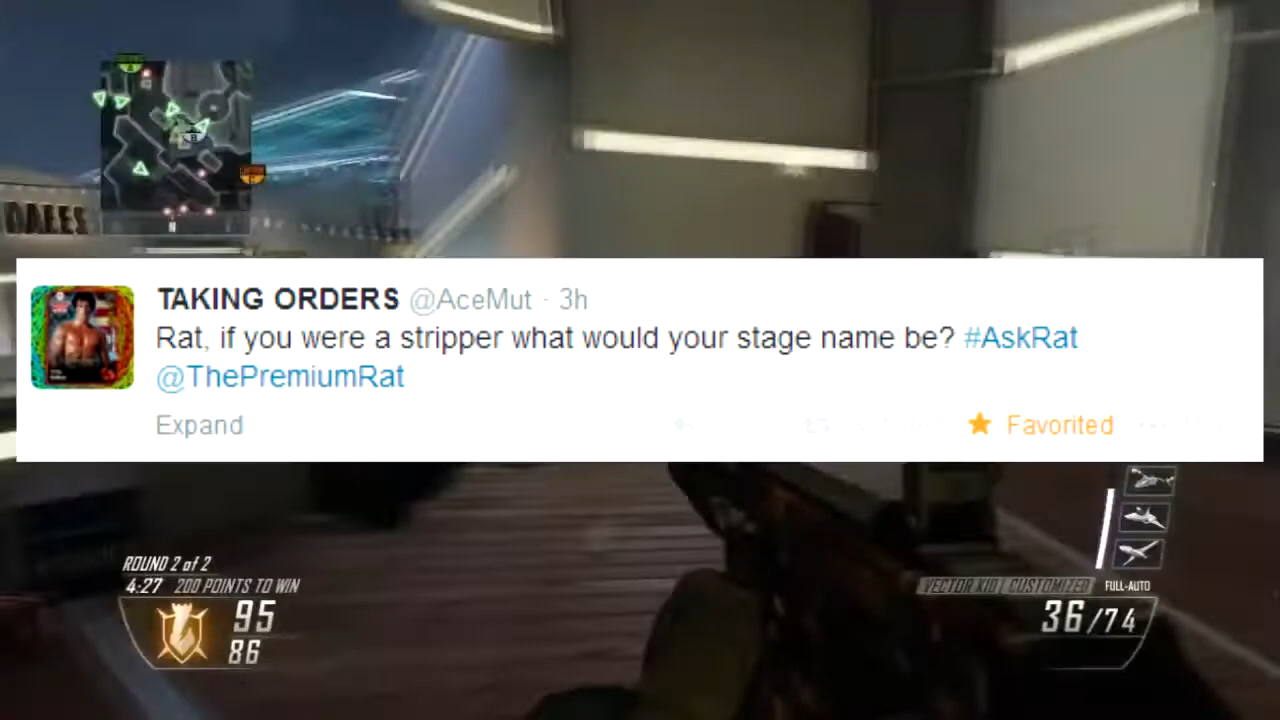 TAKING ORDERS @AceMut · 3h
Rat, if you were a stripper what would your stage name be? #AskRat
@ThePremiumRat
Expand
Favorited
ROUND 2 of 2
4:27 200 POINTS TO WIN
95
86
VECTOR K10 CUSTOMIZED FULL-AUTO
36/74
N